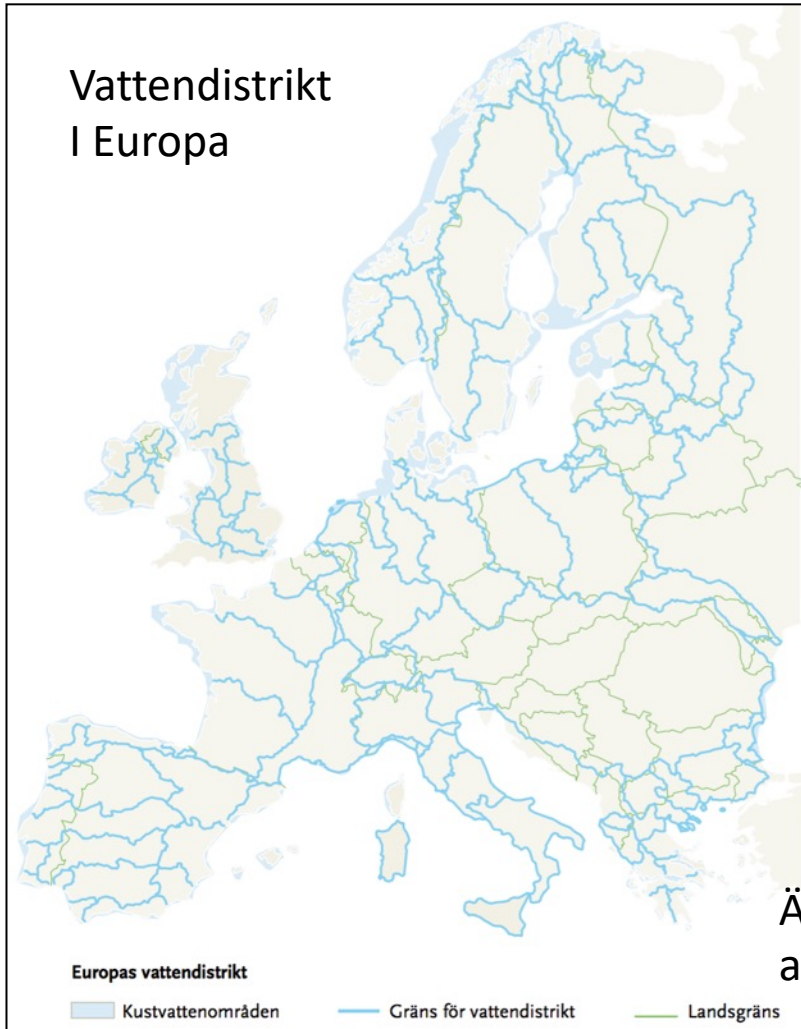 Vattendistrikt
I Europa
Ä
a
Europas vattendistrikt
Kustvattenområden
Gräns för vattendistrikt
Landsgräns